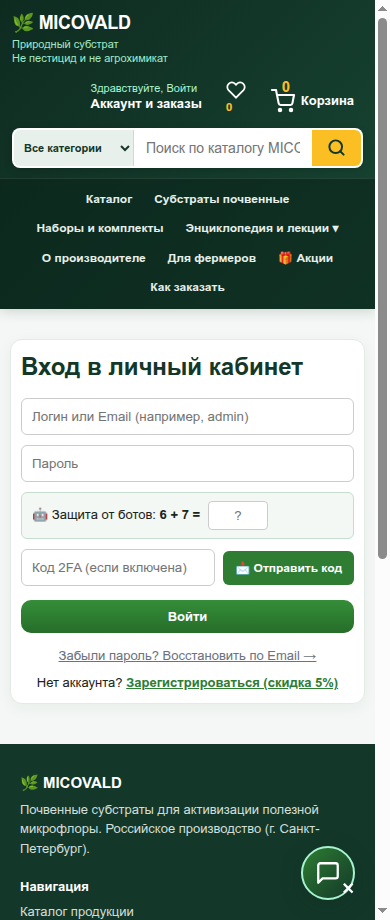 MICOVALD
Природный субстрат
Не пестицид и не агрохимикат
Здравствуйте, Войти
Аккаунт и заказы
0
0
Корзина
Все категории
Поиск по каталогу MICO
Каталог
Субстраты почвенные
Наборы и комплекты
Энциклопедия и лекции ▾
О производителе
Для фермеров
🎁 Акции
Как заказать
Вход в личный кабинет
Логин или Email (например, admin)
Пароль
🤖 Защита от ботов: 6 + 7 = ?
Код 2FA (если включена)
📩 Отправить код
Войти
Забыли пароль? Восстановить по Email →
Нет аккаунта? Зарегистрироваться (скидка 5%)
🌿 MICOVALD
Почвенные субстраты для активизации полезной
микрофлоры. Российское производство (г. Санкт-
Петербург).
Навигация
Каталог продукции